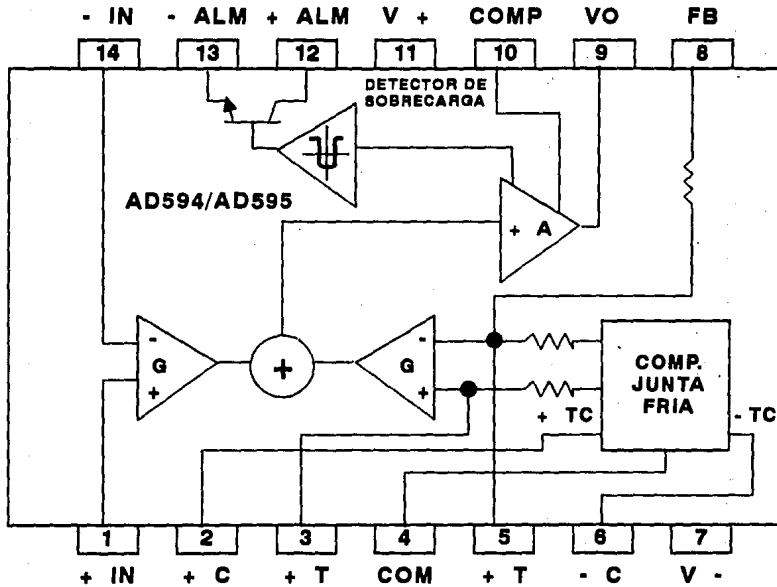 - IN - ALM + ALM V + COMP VO FB
14 13 12 11 10 9 8
DETECTOR DE
SOBRECARGA
AD594/AD595
+ A
-
G
+
+
-
G
+
COMP.
JUNTA
FRIA
+ TC
- TC
1 2 3 4 5 6 7
+ IN + C + T COM + T - C V -